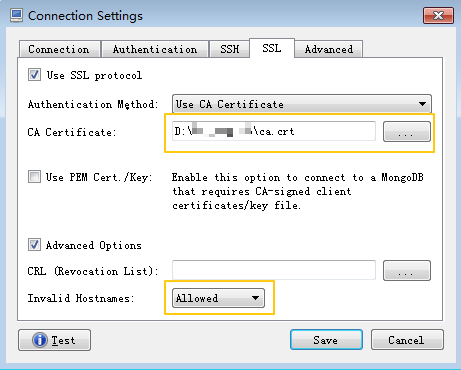 Connection Settings
Connection Authentication SSH SSL Advanced
Use SSL protocol
Authentication Method: Use CA Certificate
CA Certificate: D:\ \ca.crt ...
Use PEM Cert./Key: Enable this option to connect to a MongoDB
that requires CA-signed client
certificates/key file.
Advanced Options
CRL (Revocation List): ...
Invalid Hostnames: Allowed
Test Save Cancel